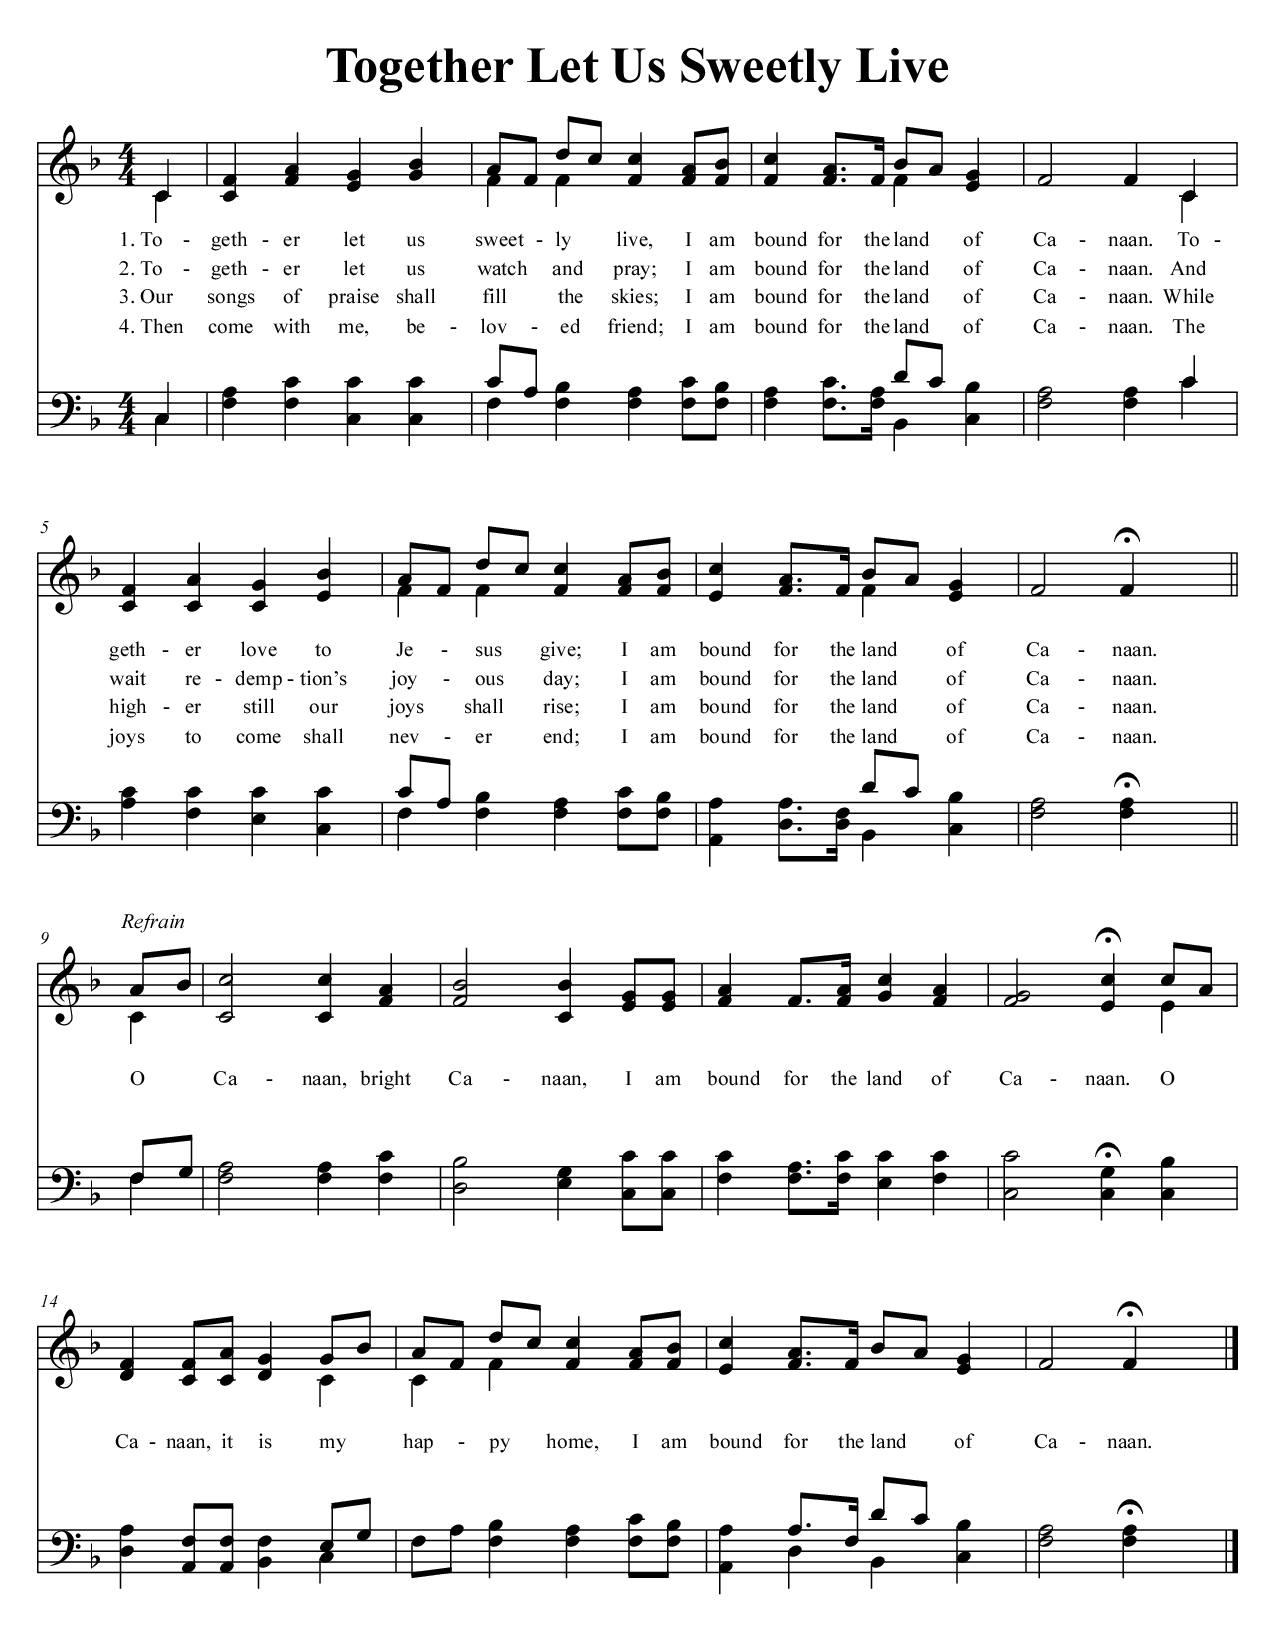 Together Let Us Sweetly Live
4
4
1. To - geth - er let us sweet - ly live, I am bound for the land of Ca - naan. To -
2. To - geth - er let us watch and pray; I am bound for the land of Ca - naan. And
3. Our songs of praise shall fill the skies; I am bound for the land of Ca - naan. While
4. Then come with me, be - lov - ed friend; I am bound for the land of Ca - naan. The
4
4
5
geth - er love to Je - sus give; I am bound for the land of Ca - naan.
wait re - demp - tion’s joy - ous day; I am bound for the land of Ca - naan.
high - er still our joys shall rise; I am bound for the land of Ca - naan.
joys to come shall nev - er end; I am bound for the land of Ca - naan.
Refrain
9
O Ca - naan, bright Ca - naan, I am bound for the land of Ca - naan. O
14
Ca - naan, it is my hap - py home, I am bound for the land of Ca - naan.